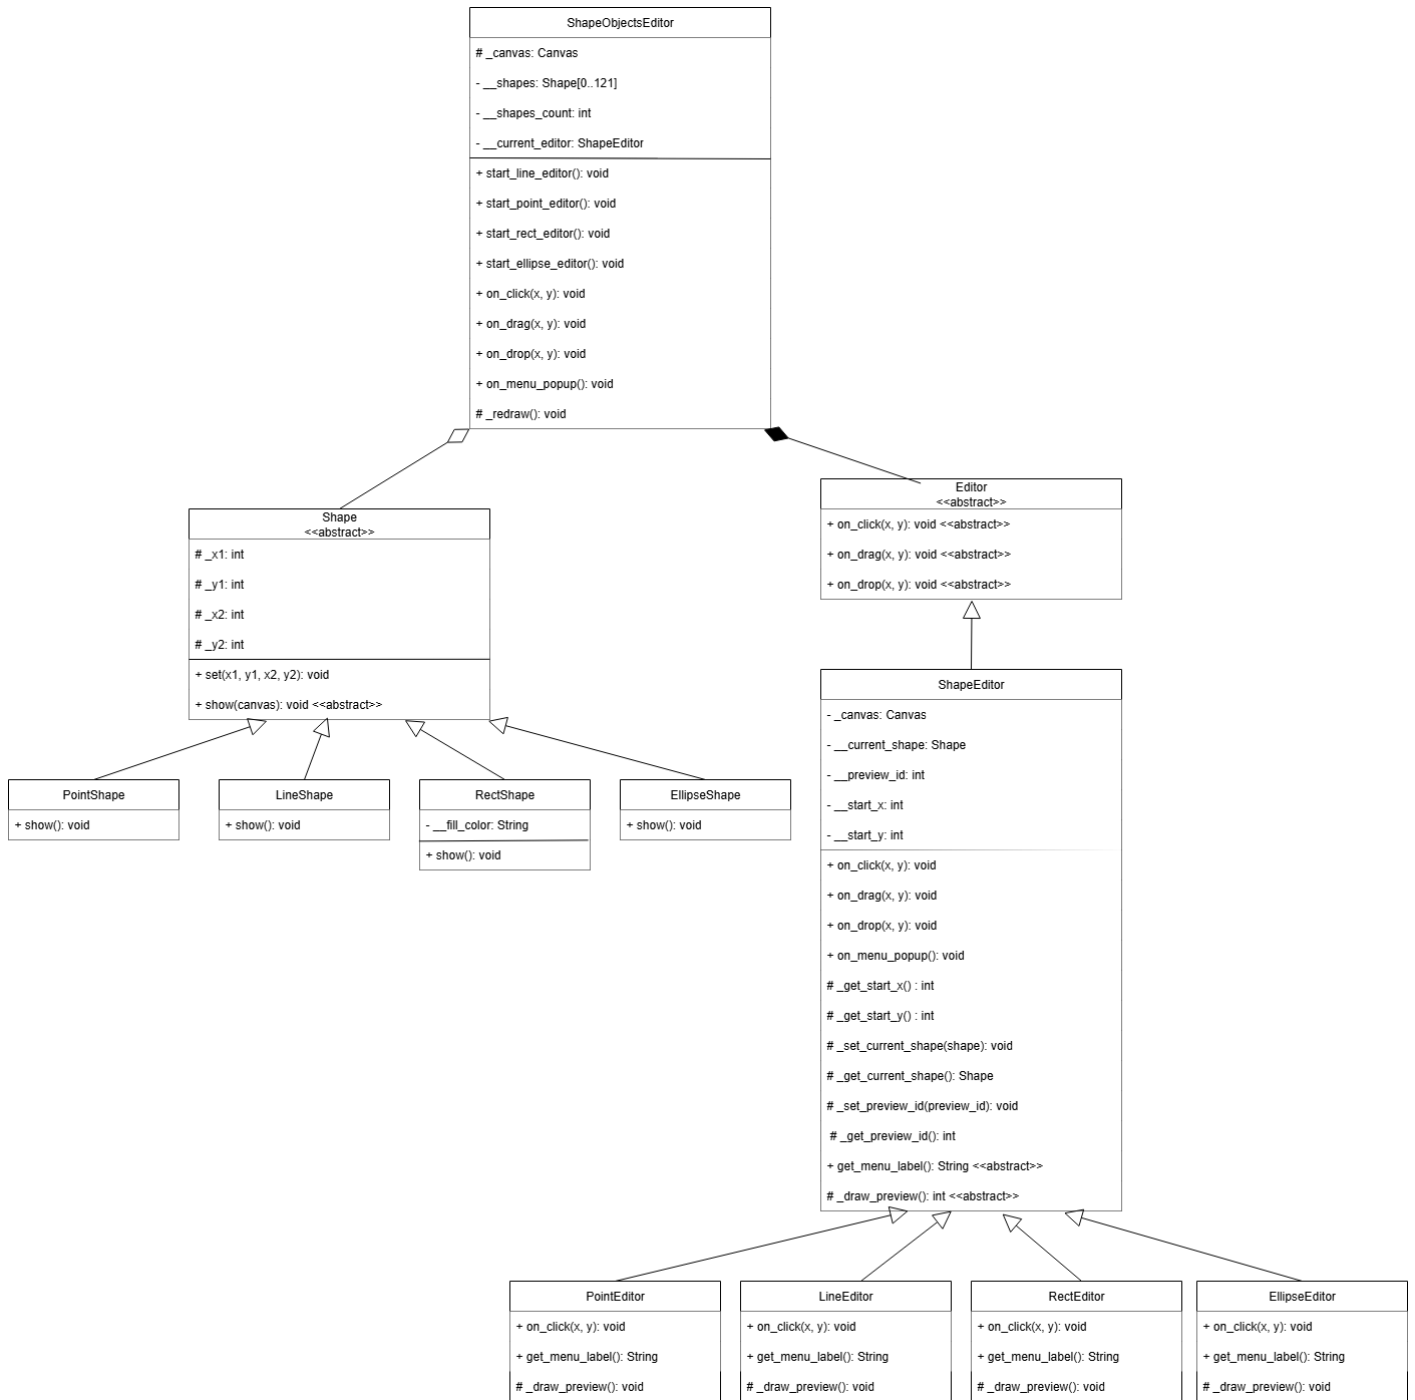 ShapeObjectsEditor
# _canvas: Canvas
- __shapes: Shape[0..121]
- __shapes_count: int
- __current_editor: ShapeEditor
+ start_line_editor(): void
+ start_point_editor(): void
+ start_rect_editor(): void
+ start_ellipse_editor(): void
+ on_click(x, y): void
+ on_drag(x, y): void
+ on_drop(x, y): void
+ on_menu_popup(): void
# _redraw(): void
Shape
<<abstract>>
# _x1: int
# _y1: int
# _x2: int
# _y2: int
+ set(x1, y1, x2, y2): void
+ show(canvas): void <<abstract>>
Editor
<<abstract>>
+ on_click(x, y): void <<abstract>>
+ on_drag(x, y): void <<abstract>>
+ on_drop(x, y): void <<abstract>>
PointShape
+ show(): void
LineShape
+ show(): void
RectShape
- __fill_color: String
+ show(): void
EllipseShape
+ show(): void
ShapeEditor
- _canvas: Canvas
- __current_shape: Shape
- __preview_id: int
- __start_x: int
- __start_y: int
+ on_click(x, y): void
+ on_drag(x, y): void
+ on_drop(x, y): void
+ on_menu_popup(): void
# _get_start_x() : int
# _get_start_y() : int
# _set_current_shape(shape): void
# _get_current_shape(): Shape
# _set_preview_id(preview_id): void
# _get_preview_id(): int
+ get_menu_label(): String <<abstract>>
# _draw_preview(): int <<abstract>>
PointEditor
+ on_click(x, y): void
+ get_menu_label(): String
# _draw_preview(): void
LineEditor
+ on_click(x, y): void
+ get_menu_label(): String
# _draw_preview(): void
RectEditor
+ on_click(x, y): void
+ get_menu_label(): String
# _draw_preview(): void
EllipseEditor
+ on_click(x, y): void
+ get_menu_label(): String
# _draw_preview(): void